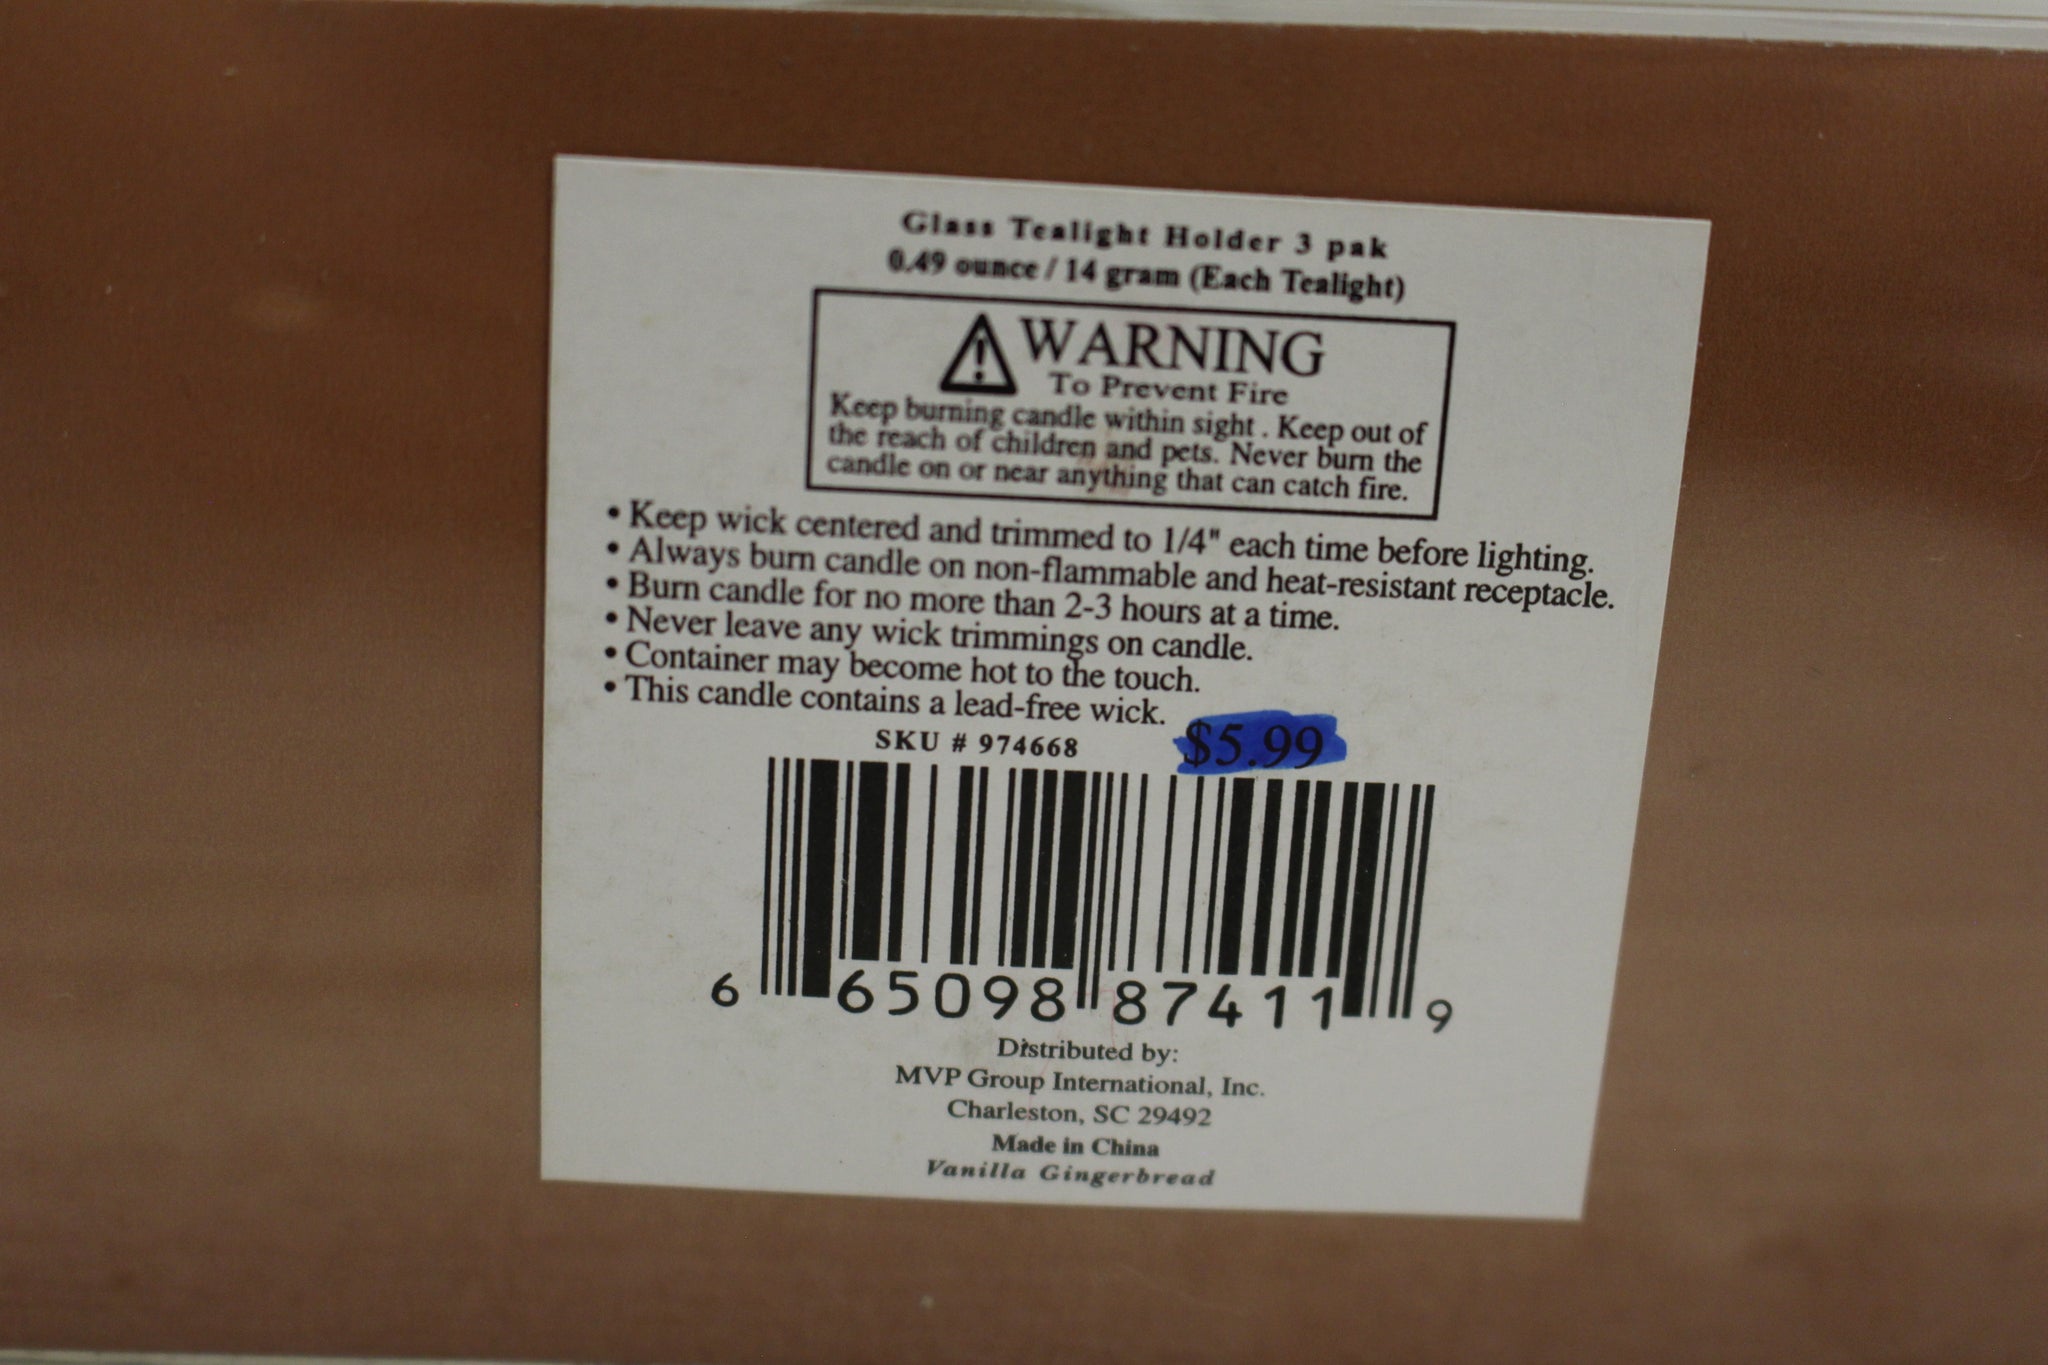 Glass Tealight Holder 3 pak
0.49 ounce / 14 gram (Each Tealight)
WARNING
To Prevent Fire
Keep burning candle within sight . Keep out of
the reach of children and pets. Never burn the
candle on or near anything that can catch fire.
• Keep wick centered and trimmed to 1/4" each time before lighting.
• Always burn candle on non-flammable and heat-resistant receptacle.
• Burn candle for no more than 2-3 hours at a time.
• Never leave any wick trimmings on candle.
• Container may become hot to the touch.
• This candle contains a lead-free wick.
SKU # 974668 $5.99
6 65098 87411 9
Distributed by:
MVP Group International, Inc.
Charleston, SC 29492
Made in China
Vanilla Gingerbread